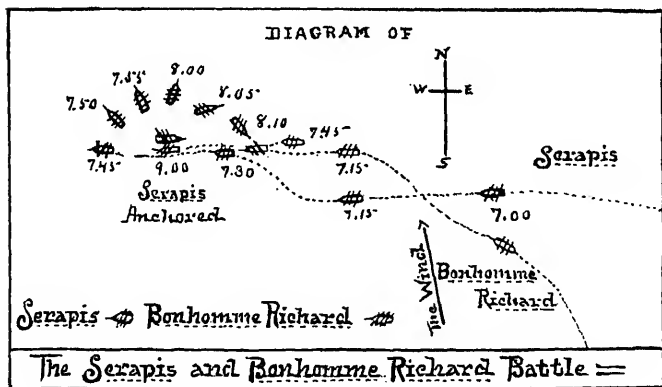 DIAGRAM OF
N
W E
S
7.50
7.55
8.00
8.05
8.10
7.45
7.45
9.00
7.30
7.15
Serapis
Serapis
Anchored
7.15
7.00
The Wind
Bonhomme
Richard
Serapis Bonhomme Richard
The Serapis and Bonhomme Richard Battle =